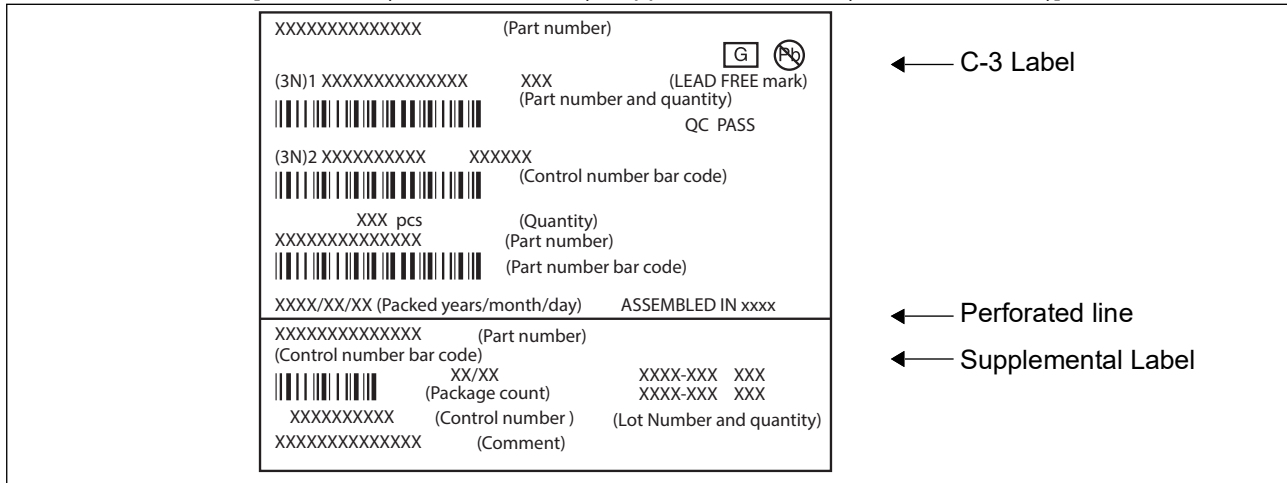 XXXXXXXXXXXXXX (Part number)
G Pb
C-3 Label
(3N)1 XXXXXXXXXXXXXX XXX (LEAD FREE mark)
(Part number and quantity)
QC PASS
(3N)2 XXXXXXXXXX XXXXXX
(Control number bar code)
XXX pcs (Quantity)
XXXXXXXXXXXXXX (Part number)
(Part number bar code)
XXXX/XX/XX (Packed years/month/day) ASSEMBLED IN xxxx
Perforated line
XXXXXXXXXXXXXX (Part number)
(Control number bar code)
Supplemental Label
XX/XX XXXX-XXX XXX
(Package count) XXXX-XXX XXX
XXXXXXXXXX (Control number ) (Lot Number and quantity)
XXXXXXXXXXXXXX (Comment)